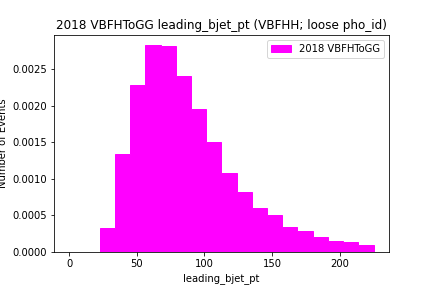 2018 VBFHToGG leading_bjet_pt (VBFHH; loose pho_id)
2018 VBFHToGG
0.0025
0.0020
0.0015
0.0010
0.0005
0.0000
Number of Events
0 50 100 150 200
leading_bjet_pt